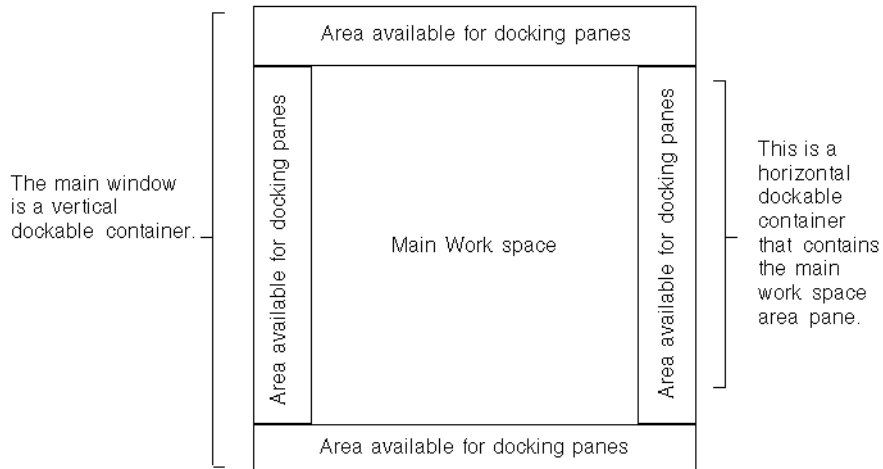 Area available for docking panes
The main window
is a vertical
dockable container.
Area available for docking panes
Main Work space
Area available for docking panes
This is a
horizontal
dockable
container
that contains
the main
work space
area pane.
Area available for docking panes